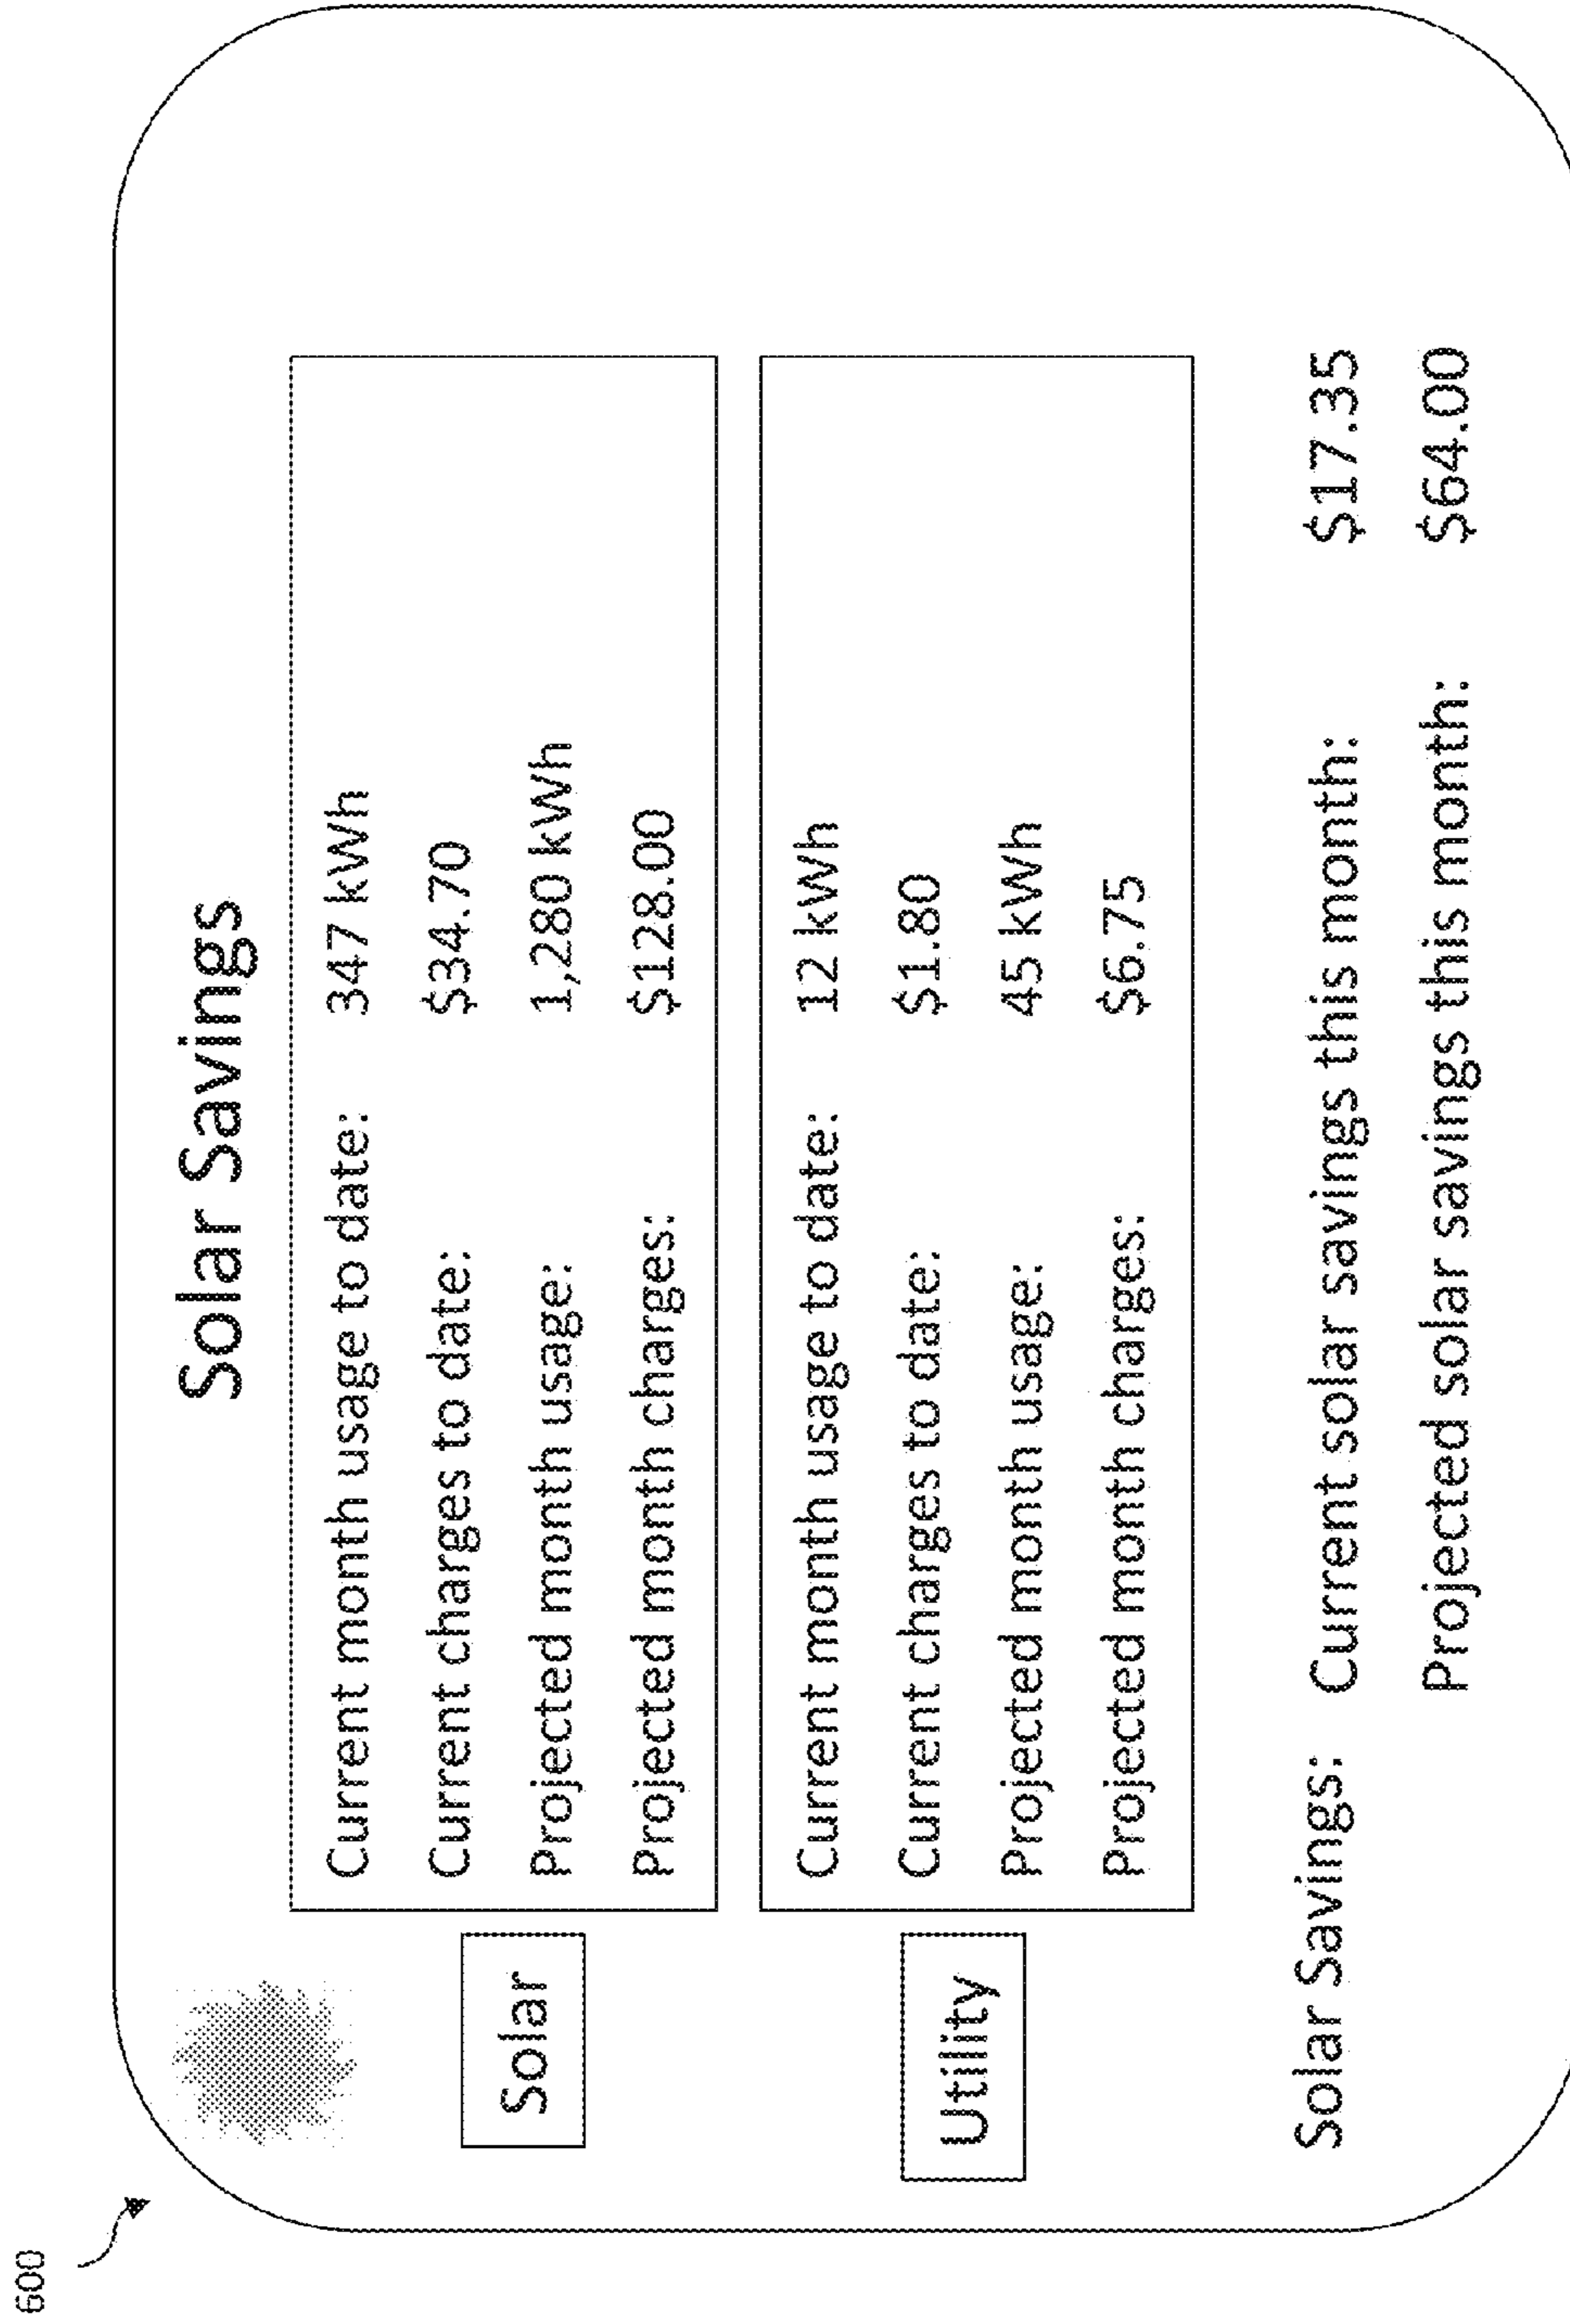 600
Solar Savings
Solar
Current month usage to date: 347 kWh
Current charges to date: $34.70
Projected month usage: 1,280 kWh
Projected month charges: $128.00
Utility
Current month usage to date: 12 kWh
Current charges to date: $1.80
Projected month usage: 45 kWh
Projected month charges: $6.75
Solar Savings: Current solar savings this month: $17.35
Projected solar savings this month: $64.00